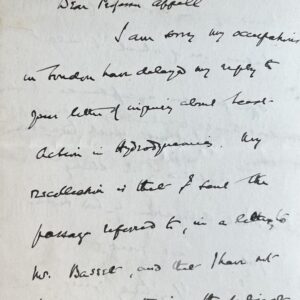 Dear Professor Appell
I am sorry my occupations
in London have delayed my reply to
your letter of inquiry about Least-
Action in Hydrodynamics. My
recollection is that I sent the
passage referred to, in a letter to
Mr. Basset, and that I have not